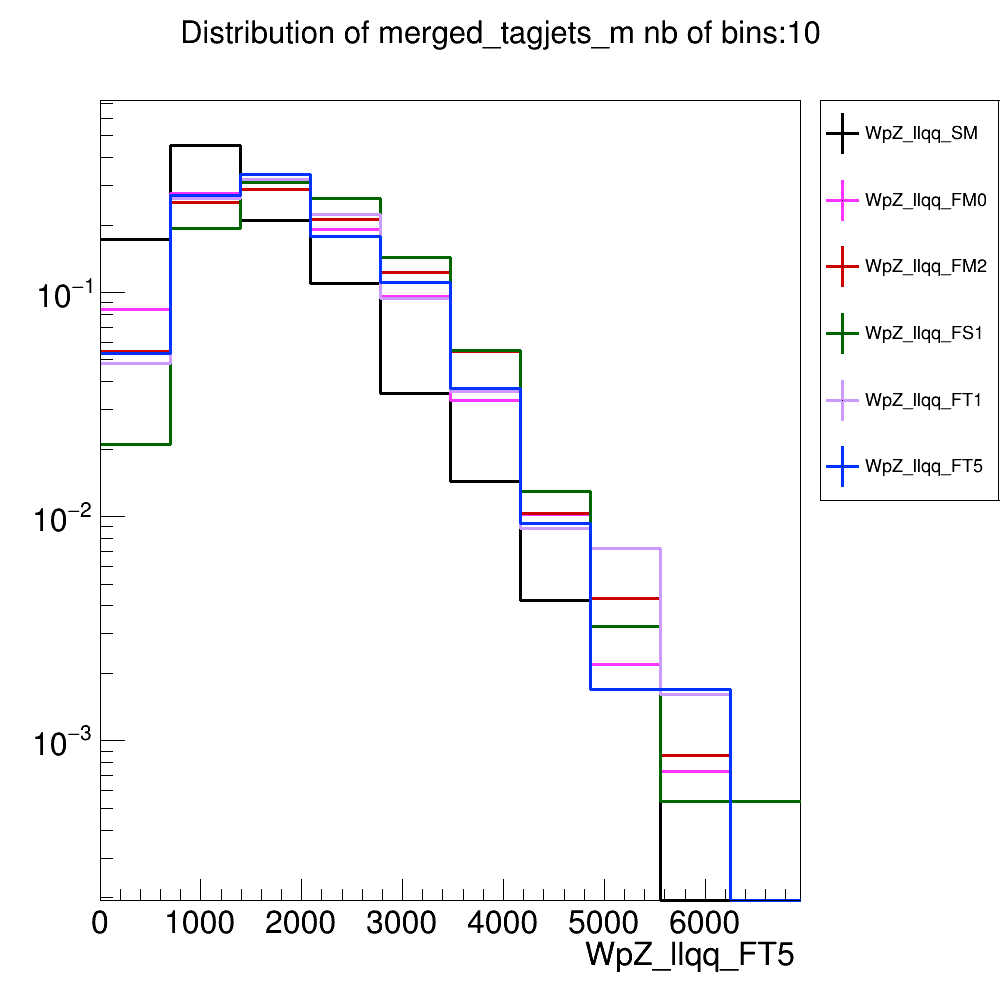 Distribution of merged_tagjets_m nb of bins:10
WpZ_llqq_SM
WpZ_llqq_FM0
WpZ_llqq_FM2
WpZ_llqq_FS1
WpZ_llqq_FT1
WpZ_llqq_FT5
10⁻¹
10⁻²
10⁻³
0 1000 2000 3000 4000 5000 6000
WpZ_llqq_FT5